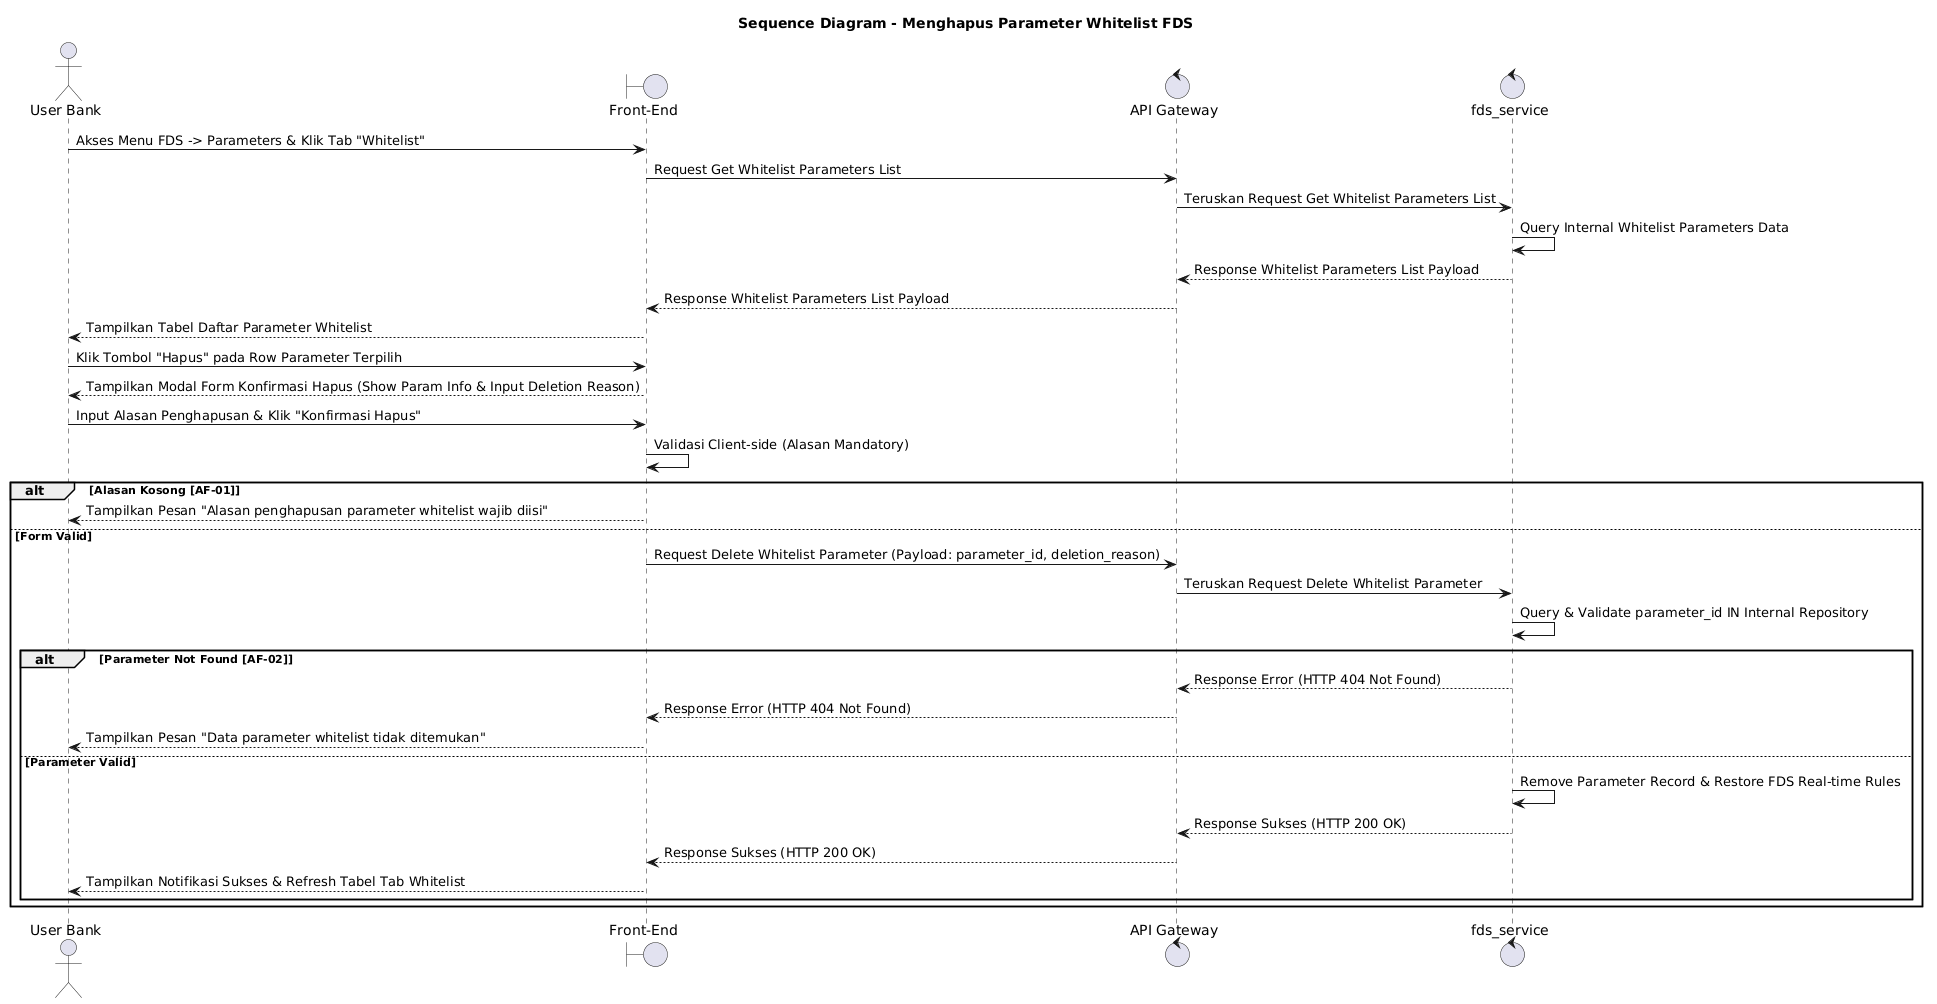 Sequence Diagram - Menghapus Parameter Whitelist FDS
User Bank
Front-End
API Gateway
fds_service
Akses Menu FDS -> Parameters & Klik Tab "Whitelist"
Request Get Whitelist Parameters List
Teruskan Request Get Whitelist Parameters List
Query Internal Whitelist Parameters Data
Response Whitelist Parameters List Payload
Response Whitelist Parameters List Payload
Tampilkan Tabel Daftar Parameter Whitelist
Klik Tombol "Hapus" pada Row Parameter Terpilih
Tampilkan Modal Form Konfirmasi Hapus (Show Param Info & Input Deletion Reason)
Input Alasan Penghapusan & Klik "Konfirmasi Hapus"
Validasi Client-side (Alasan Mandatory)
alt
[Alasan Kosong [AF-01]]
Tampilkan Pesan "Alasan penghapusan parameter whitelist wajib diisi"
[Form Valid]
Request Delete Whitelist Parameter (Payload: parameter_id, deletion_reason)
Teruskan Request Delete Whitelist Parameter
Query & Validate parameter_id IN Internal Repository
alt
[Parameter Not Found [AF-02]]
Response Error (HTTP 404 Not Found)
Response Error (HTTP 404 Not Found)
Tampilkan Pesan "Data parameter whitelist tidak ditemukan"
[Parameter Valid]
Remove Parameter Record & Restore FDS Real-time Rules
Response Sukses (HTTP 200 OK)
Response Sukses (HTTP 200 OK)
Tampilkan Notifikasi Sukses & Refresh Tabel Tab Whitelist
User Bank
Front-End
API Gateway
fds_service